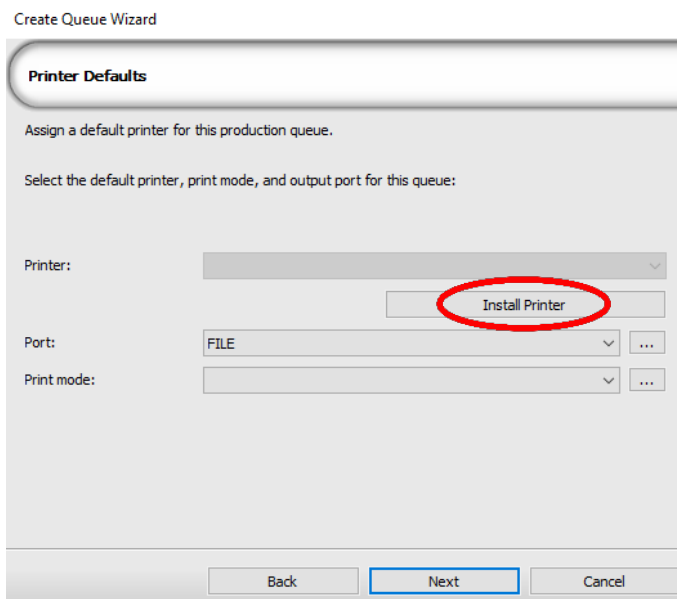 Create Queue Wizard
Printer Defaults
Assign a default printer for this production queue.
Select the default printer, print mode, and output port for this queue:
Printer:
Install Printer
Port: FILE ...
Print mode: ...
Back Next Cancel